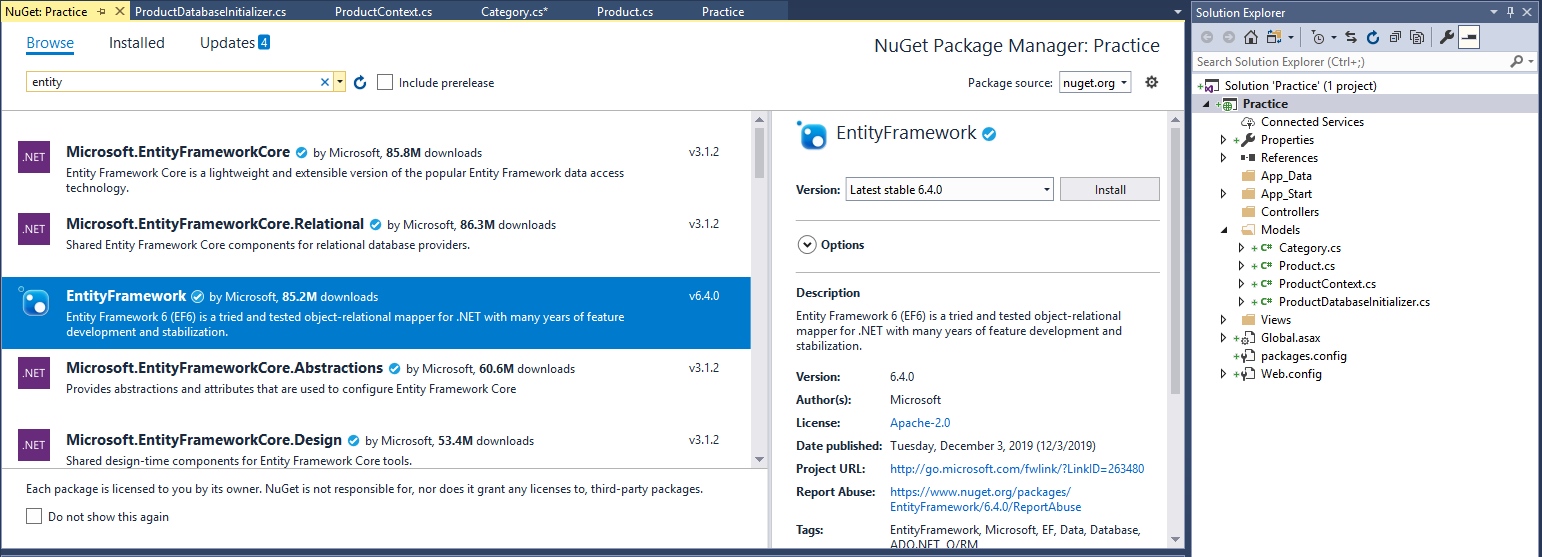 NuGet: Practice
ProductDatabaseInitializer.cs
ProductContext.cs
Category.cs*
Product.cs
Practice
Browse
Installed
Updates 4
NuGet Package Manager: Practice
entity
Include prerelease
Package source: nuget.org
.NET
Microsoft.EntityFrameworkCore by Microsoft, 85.8M downloads
v3.1.2
Entity Framework Core is a lightweight and extensible version of the popular Entity Framework data access
technology.
.NET
Microsoft.EntityFrameworkCore.Relational by Microsoft, 86.3M downloads
v3.1.2
Shared Entity Framework Core components for relational database providers.
EntityFramework by Microsoft, 85.2M downloads
v6.4.0
Entity Framework 6 (EF6) is a tried and tested object-relational mapper for .NET with many years of feature
development and stabilization.
.NET
Microsoft.EntityFrameworkCore.Abstractions by Microsoft, 60.6M downloads
v3.1.2
Provides abstractions and attributes that are used to configure Entity Framework Core
.NET
Microsoft.EntityFrameworkCore.Design by Microsoft, 53.4M downloads
v3.1.2
Shared design-time components for Entity Framework Core tools.
Each package is licensed to you by its owner. NuGet is not responsible for, nor does it grant any licenses to, third-party packages.
Do not show this again
EntityFramework
Version: Latest stable 6.4.0
Install
Options
Description
Entity Framework 6 (EF6) is a tried and tested object-relational
mapper for .NET with many years of feature development and
stabilization.
Version: 6.4.0
Author(s): Microsoft
License: Apache-2.0
Date published: Tuesday, December 3, 2019 (12/3/2019)
Project URL: http://go.microsoft.com/fwlink/?LinkID=263480
Report Abuse: https://www.nuget.org/packages/
EntityFramework/6.4.0/ReportAbuse
Tags: EntityFramework, Microsoft, EF, Data, Database,
ADO.NET, O/RM
Solution Explorer
Search Solution Explorer (Ctrl+;)
Solution 'Practice' (1 project)
Practice
Connected Services
Properties
References
App_Data
App_Start
Controllers
Models
Category.cs
Product.cs
ProductContext.cs
ProductDatabaseInitializer.cs
Views
Global.asax
packages.config
Web.config